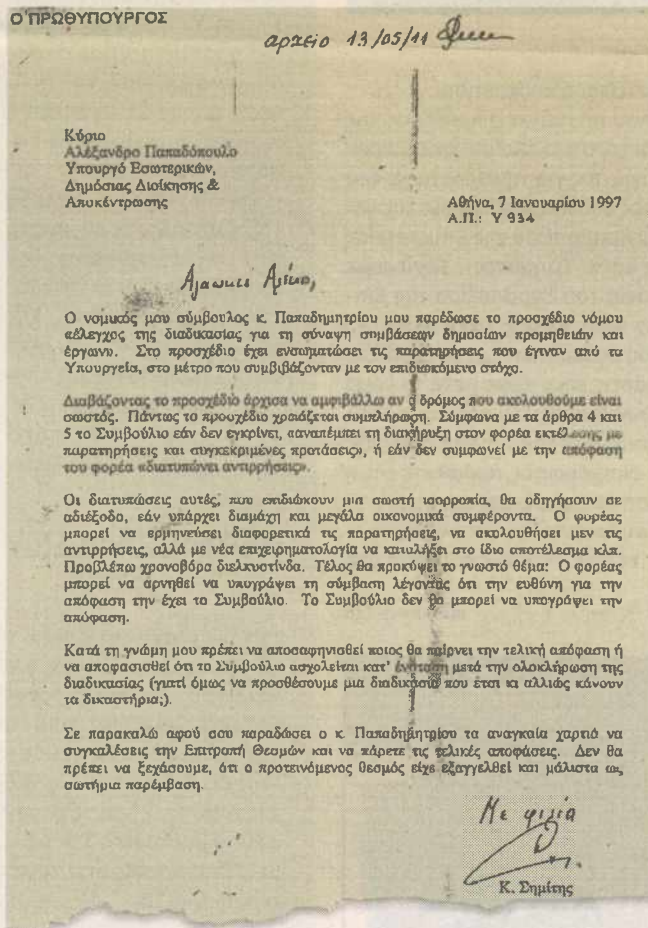 Ο ΠΡΩΘΥΠΟΥΡΓΟΣ
αρχείο 13/05/11
Κύριο
Αλέξανδρο Παπαδόπουλο
Υπουργό Εσωτερικών,
Δημόσιας Διοίκησης &
Αποκέντρωσης
Αθήνα, 7 Ιανουαρίου 1997
Α.Π.: Υ 934
Αγαπητέ Αλέκο,
Ο νομικός μου σύμβουλος κ. Παπαδημητρίου μου παρέδωσε το προσχέδιο νόμου
«έλεγχος της διαδικασίας για τη σύναψη συμβάσεων δημοσίων προμηθειών και
έργων». Στο προσχέδιο έχει ενσωματώσει τις παρατηρήσεις που έγιναν από τα
Υπουργεία, στο μέτρο που συμβιβάζονταν με τον επιδιωκόμενο στόχο.
Διαβάζοντας το προσχέδιο άρχισα να αμφιβάλλω αν ο δρόμος που ακολουθούμε είναι
σωστός. Πάντως το προσχέδιο χρειάζεται συμπλήρωση. Σύμφωνα με τα άρθρα 4 και
5 το Συμβούλιο εάν δεν εγκρίνει, «αναπέμπει τη διακήρυξη στον φορέα εκτέλεσης με
παρατηρήσεις και συγκεκριμένες προτάσεις», ή εάν δεν συμφωνεί με την απόφαση
του φορέα «διατυπώνει αντιρρήσεις».
Οι διατυπώσεις αυτές, που επιδιώκουν μια σωστή ισορροπία, θα οδηγήσουν σε
αδιέξοδο, εάν υπάρχει διαμάχη και μεγάλα οικονομικά συμφέροντα. Ο φορέας
μπορεί να ερμηνεύσει διαφορετικά τις παρατηρήσεις, να ακολουθήσει μεν τις
αντιρρήσεις, αλλά με νέα επιχειρηματολογία να καταλήξει στο ίδιο αποτέλεσμα κλπ.
Προβλέπω χρονοβόρα διελκυστίνδα. Τέλος θα προκύψει το γνωστό θέμα: Ο φορέας
μπορεί να αρνηθεί να υπογράψει τη σύμβαση λέγοντας ότι την ευθύνη για την
απόφαση την έχει το Συμβούλιο. Το Συμβούλιο δεν θα μπορεί να υπογράψει την
απόφαση.
Κατά τη γνώμη μου πρέπει να αποσαφηνισθεί ποιος θα παίρνει την τελική απόφαση ή
να αποφασισθεί ότι το Συμβούλιο ασχολείται κατ' ένσταση μετά την ολοκλήρωση της
διαδικασίας (γιατί όμως να προσθέσουμε μια διαδικασία που έτσι κι αλλιώς κάνουν
τα δικαστήρια;).
Σε παρακαλώ αφού σου παραδώσει ο κ. Παπαδημητρίου τα αναγκαία χαρτιά να
συγκαλέσεις την Επιτροπή Θεσμών και να πάρετε τις τελικές αποφάσεις. Δεν θα
πρέπει να ξεχάσουμε, ότι ο προτεινόμενος θεσμός είχε εξαγγελθεί και μάλιστα ως
σωτήρια παρέμβαση.
Με φιλία
Κ. Σημίτης